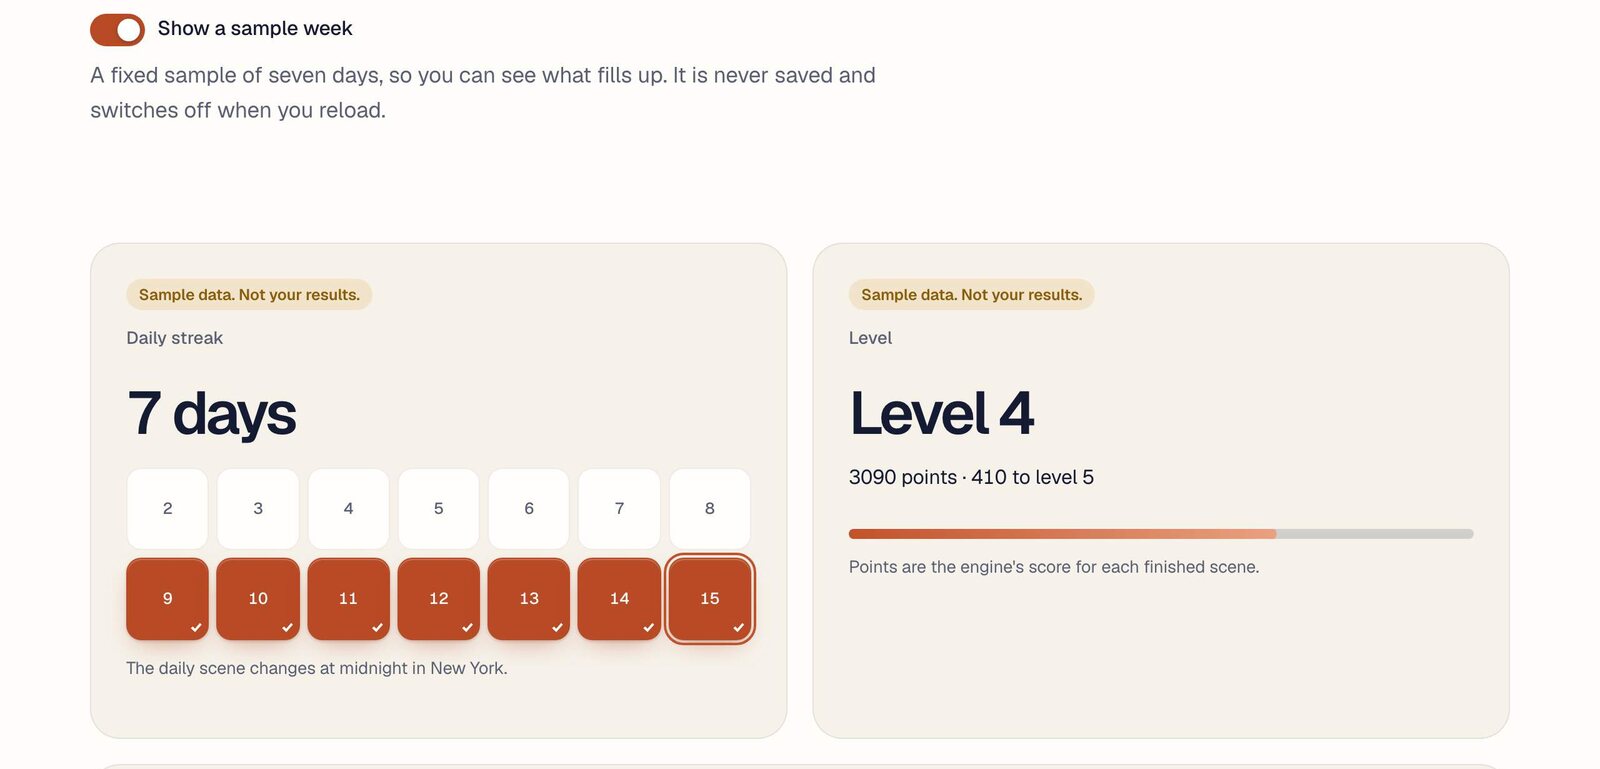 Show a sample week
A fixed sample of seven days, so you can see what fills up. It is never saved and
switches off when you reload.
Sample data. Not your results.
Daily streak
7 days
2 3 4 5 6 7 8
9 10 11 12 13 14 15
The daily scene changes at midnight in New York.
Sample data. Not your results.
Level
Level 4
3090 points · 410 to level 5
Points are the engine's score for each finished scene.